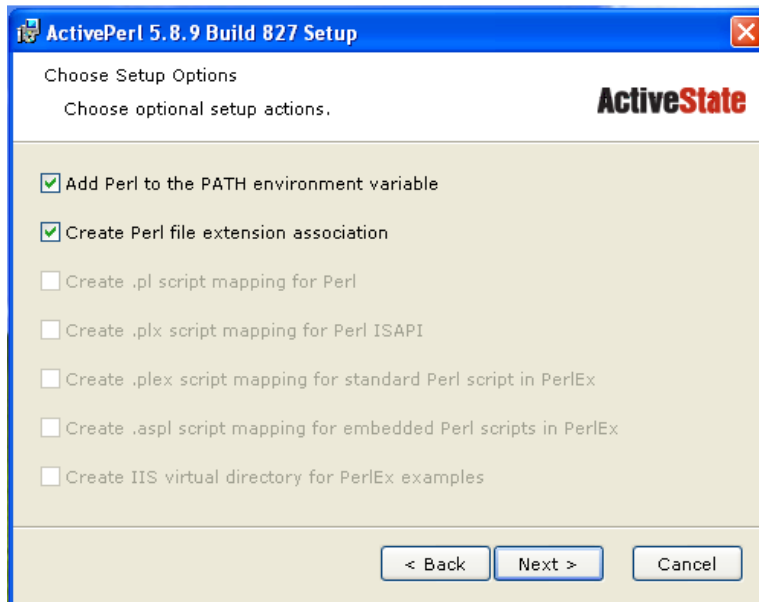 ActivePerl 5.8.9 Build 827 Setup
Choose Setup Options
Choose optional setup actions.
ActiveState
Add Perl to the PATH environment variable
Create Perl file extension association
Create .pl script mapping for Perl
Create .plx script mapping for Perl ISAPI
Create .plex script mapping for standard Perl script in PerlEx
Create .aspl script mapping for embedded Perl scripts in PerlEx
Create IIS virtual directory for PerlEx examples
< Back Next > Cancel